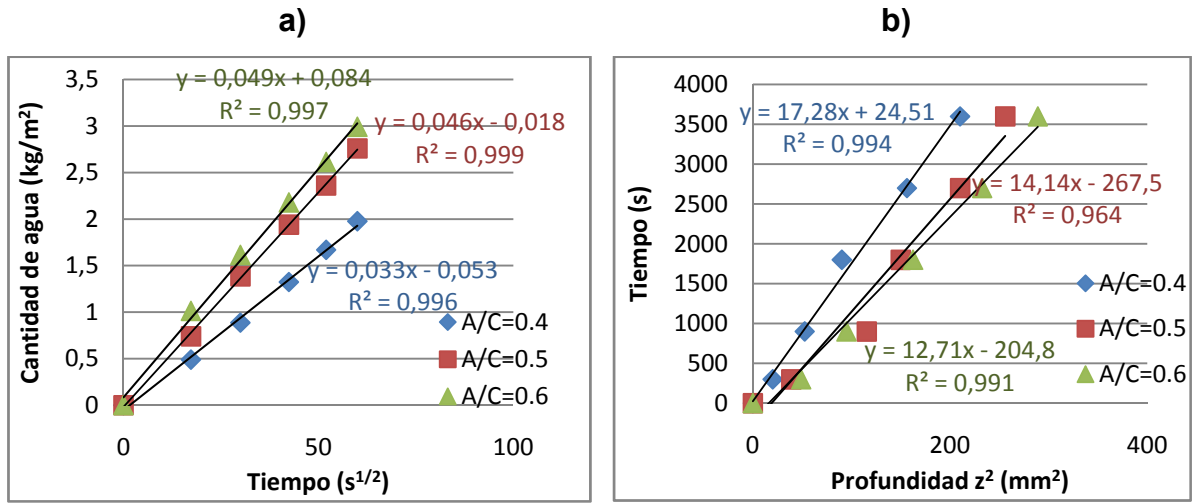 a)
Cantidad de agua (kg/m²)
3,5
3
2,5
2
1,5
1
0,5
0
y = 0,049x + 0,084
R² = 0,997
y = 0,046x - 0,018
R² = 0,999
y = 0,033x - 0,053
R² = 0,996
A/C=0.4
A/C=0.5
A/C=0.6
0 50 100
Tiempo (s^1/2)
b)
Tiempo (s)
4000
3500
3000
2500
2000
1500
1000
500
0
y = 17,28x + 24,51
R² = 0,994
y = 14,14x - 267,5
R² = 0,964
y = 12,71x - 204,8
R² = 0,991
A/C=0.4
A/C=0.5
A/C=0.6
0 200 400
Profundidad z² (mm²)